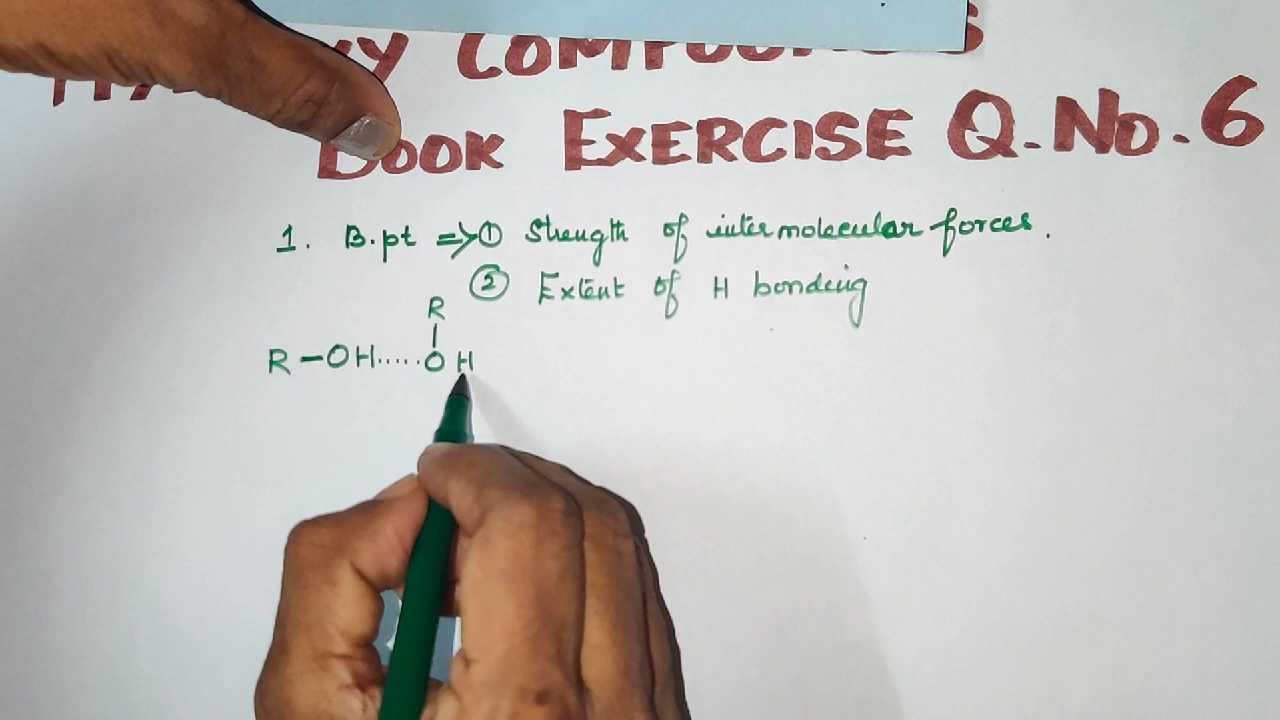 COMPOUNDS
BOOK EXERCISE Q.No.6
1. B.pt => ① Strength of intermolecular forces.
② Extent of H bonding
R
R - OH.....OH